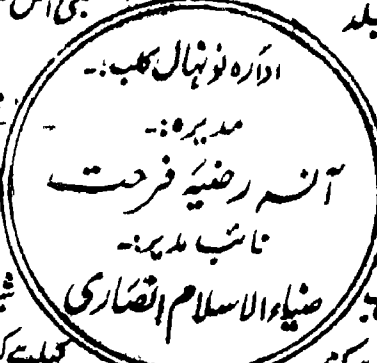 ادارہ نونہال کلب:۔
مدیرہ:۔
آنسہ رضیہ فرحت
نائب مدیر:۔
ضیاء الاسلام انصاری